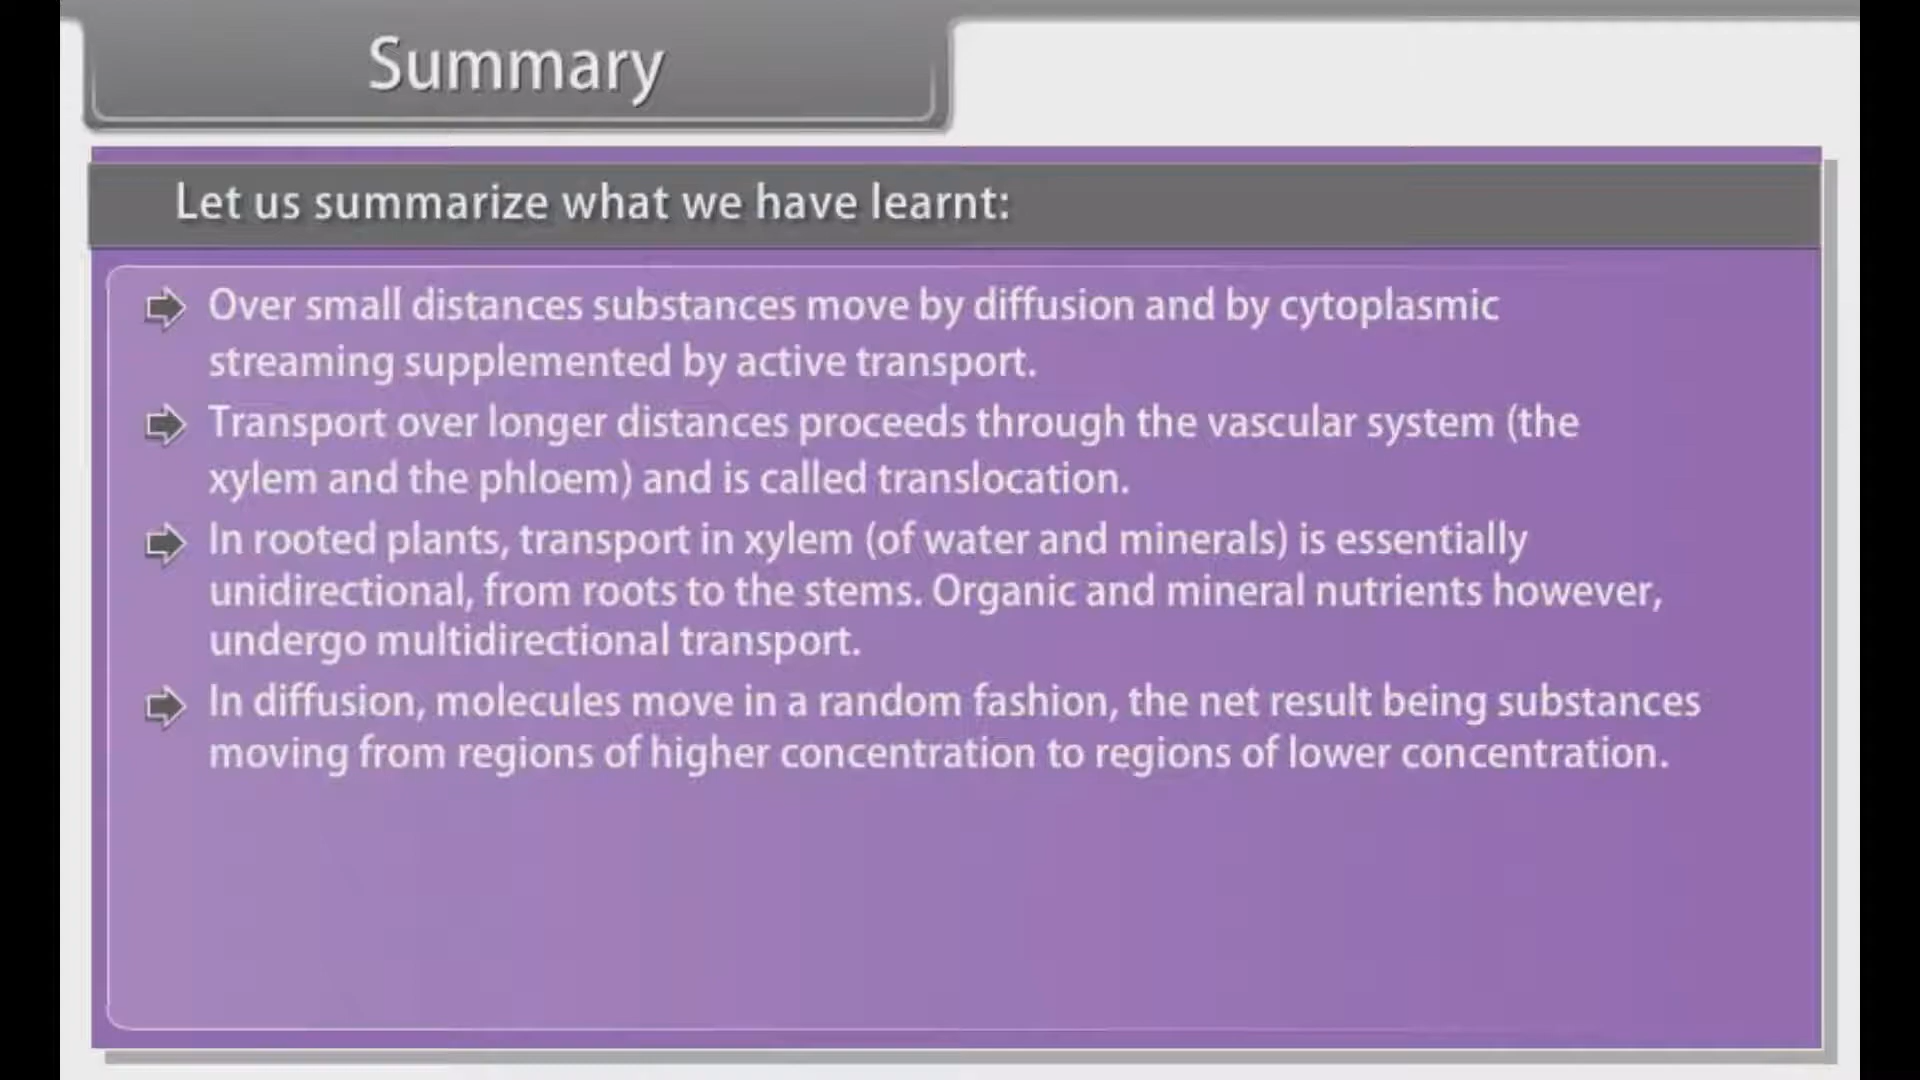 Summary
Let us summarize what we have learnt:
Over small distances substances move by diffusion and by cytoplasmic
streaming supplemented by active transport.
Transport over longer distances proceeds through the vascular system (the
xylem and the phloem) and is called translocation.
In rooted plants, transport in xylem (of water and minerals) is essentially
unidirectional, from roots to the stems. Organic and mineral nutrients however,
undergo multidirectional transport.
In diffusion, molecules move in a random fashion, the net result being substances
moving from regions of higher concentration to regions of lower concentration.